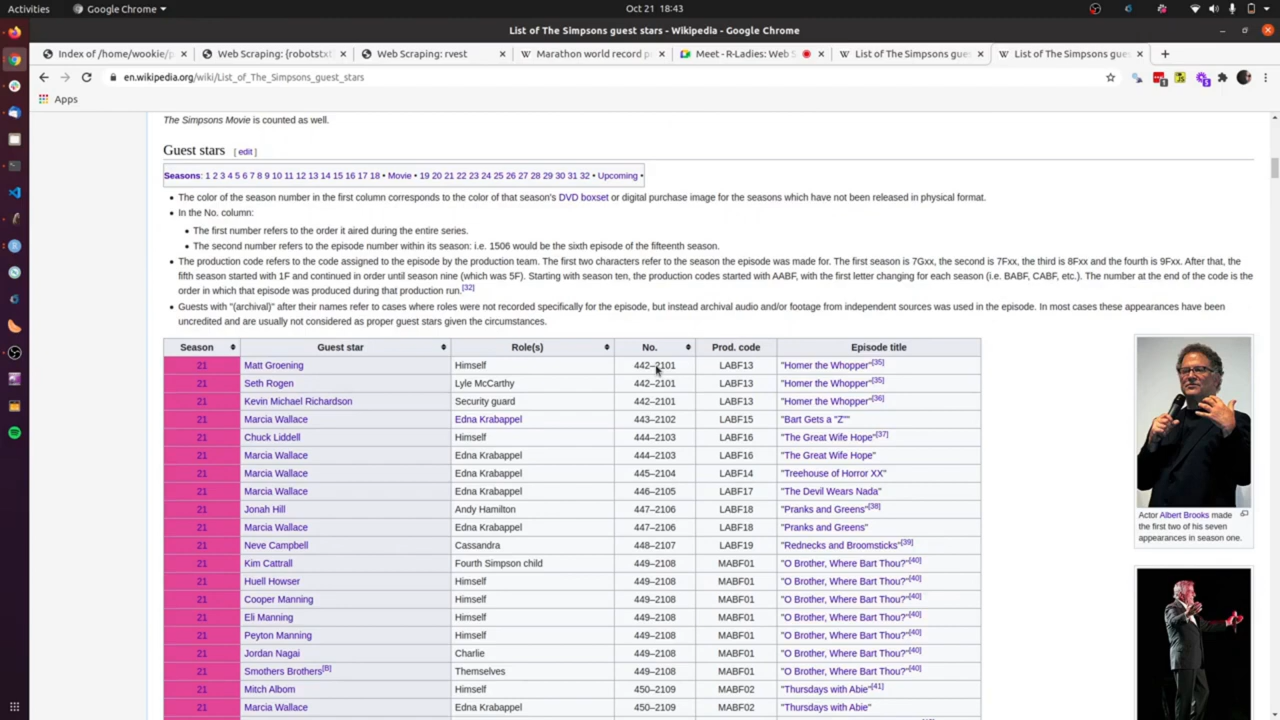 Activities
Google Chrome
Oct 21 18:43
List of The Simpsons guest stars - Wikipedia - Google Chrome
Index of /home/wookie/p
Web Scraping: {robotstxt
Web Scraping: rvest
Marathon world record p
Meet - R-Ladies: Web S
List of The Simpsons gues
List of The Simpsons gues
en.wikipedia.org/wiki/List_of_The_Simpsons_guest_stars
Apps
The Simpsons Movie is counted as well.
Guest stars [ edit ]
Seasons: 1 2 3 4 5 6 7 8 9 10 11 12 13 14 15 16 17 18 • Movie • 19 20 21 22 23 24 25 26 27 28 29 30 31 32 • Upcoming •
• The color of the season number in the first column corresponds to the color of that season's DVD boxset or digital purchase image for the seasons which have not been released in physical format.
• In the No. column:
• The first number refers to the order it aired during the entire series.
• The second number refers to the episode number within its season: i.e. 1506 would be the sixth episode of the fifteenth season.
• The production code refers to the code assigned to the episode by the production team. The first two characters refer to the season the episode was made for. The first season is 7Gxx, the second is 7Fxx, the third is 8Fxx and the fourth is 9Fxx. After that, the
fifth season started with 1F and continued in order until season nine (which was 5F). Starting with season ten, the production codes started with AABF, with the first letter changing for each season (i.e. BABF, CABF, etc.). The number at the end of the code is the
order in which that episode was produced during that production run.[32]
• Guests with "(archival)" after their names refer to cases where roles were not recorded specifically for the episode, but instead archival audio and/or footage from independent sources was used in the episode. In most cases these appearances have been
uncredited and are usually not considered as proper guest stars given the circumstances.
Season Guest star Role(s) No. Prod. code Episode title
21 Matt Groening Himself 442–2101 LABF13 "Homer the Whopper"[35]
21 Seth Rogen Lyle McCarthy 442–2101 LABF13 "Homer the Whopper"[35]
21 Kevin Michael Richardson Security guard 442–2101 LABF13 "Homer the Whopper"[36]
21 Marcia Wallace Edna Krabappel 443–2102 LABF15 "Bart Gets a "Z""
21 Chuck Liddell Himself 444–2103 LABF16 "The Great Wife Hope"[37]
21 Marcia Wallace Edna Krabappel 444–2103 LABF16 "The Great Wife Hope"
21 Marcia Wallace Edna Krabappel 445–2104 LABF14 "Treehouse of Horror XX"
21 Marcia Wallace Edna Krabappel 446–2105 LABF17 "The Devil Wears Nada"
21 Jonah Hill Andy Hamilton 447–2106 LABF18 "Pranks and Greens"[38]
21 Marcia Wallace Edna Krabappel 447–2106 LABF18 "Pranks and Greens"
21 Neve Campbell Cassandra 448–2107 LABF19 "Rednecks and Broomsticks"[39]
21 Kim Cattrall Fourth Simpson child 449–2108 MABF01 "O Brother, Where Bart Thou?"[40]
21 Huell Howser Himself 449–2108 MABF01 "O Brother, Where Bart Thou?"[40]
21 Cooper Manning Himself 449–2108 MABF01 "O Brother, Where Bart Thou?"[40]
21 Eli Manning Himself 449–2108 MABF01 "O Brother, Where Bart Thou?"[40]
21 Peyton Manning Himself 449–2108 MABF01 "O Brother, Where Bart Thou?"[40]
21 Jordan Nagai Charlie 449–2108 MABF01 "O Brother, Where Bart Thou?"[40]
21 Smothers Brothers[B] Themselves 449–2108 MABF01 "O Brother, Where Bart Thou?"[40]
21 Mitch Albom Himself 450–2109 MABF02 "Thursdays with Abie"[41]
21 Marcia Wallace Edna Krabappel 450–2109 MABF02 "Thursdays with Abie"
Actor Albert Brooks made
the first two of his seven
appearances in season one.